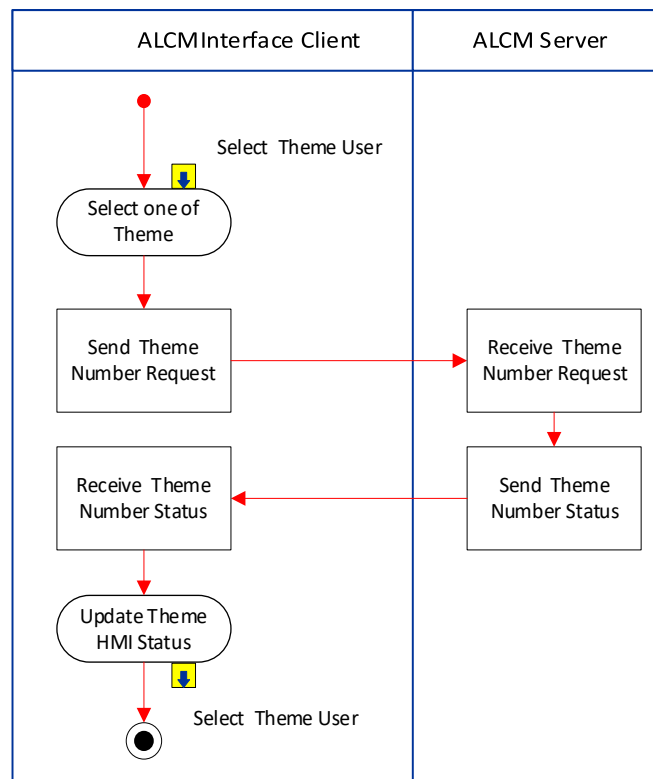 ALCMInterface Client
ALCM Server
Select Theme User
Select one of
Theme
Send Theme
Number Request
Receive Theme
Number Request
Receive Theme
Number Status
Send Theme
Number Status
Update Theme
HMI Status
Select Theme User